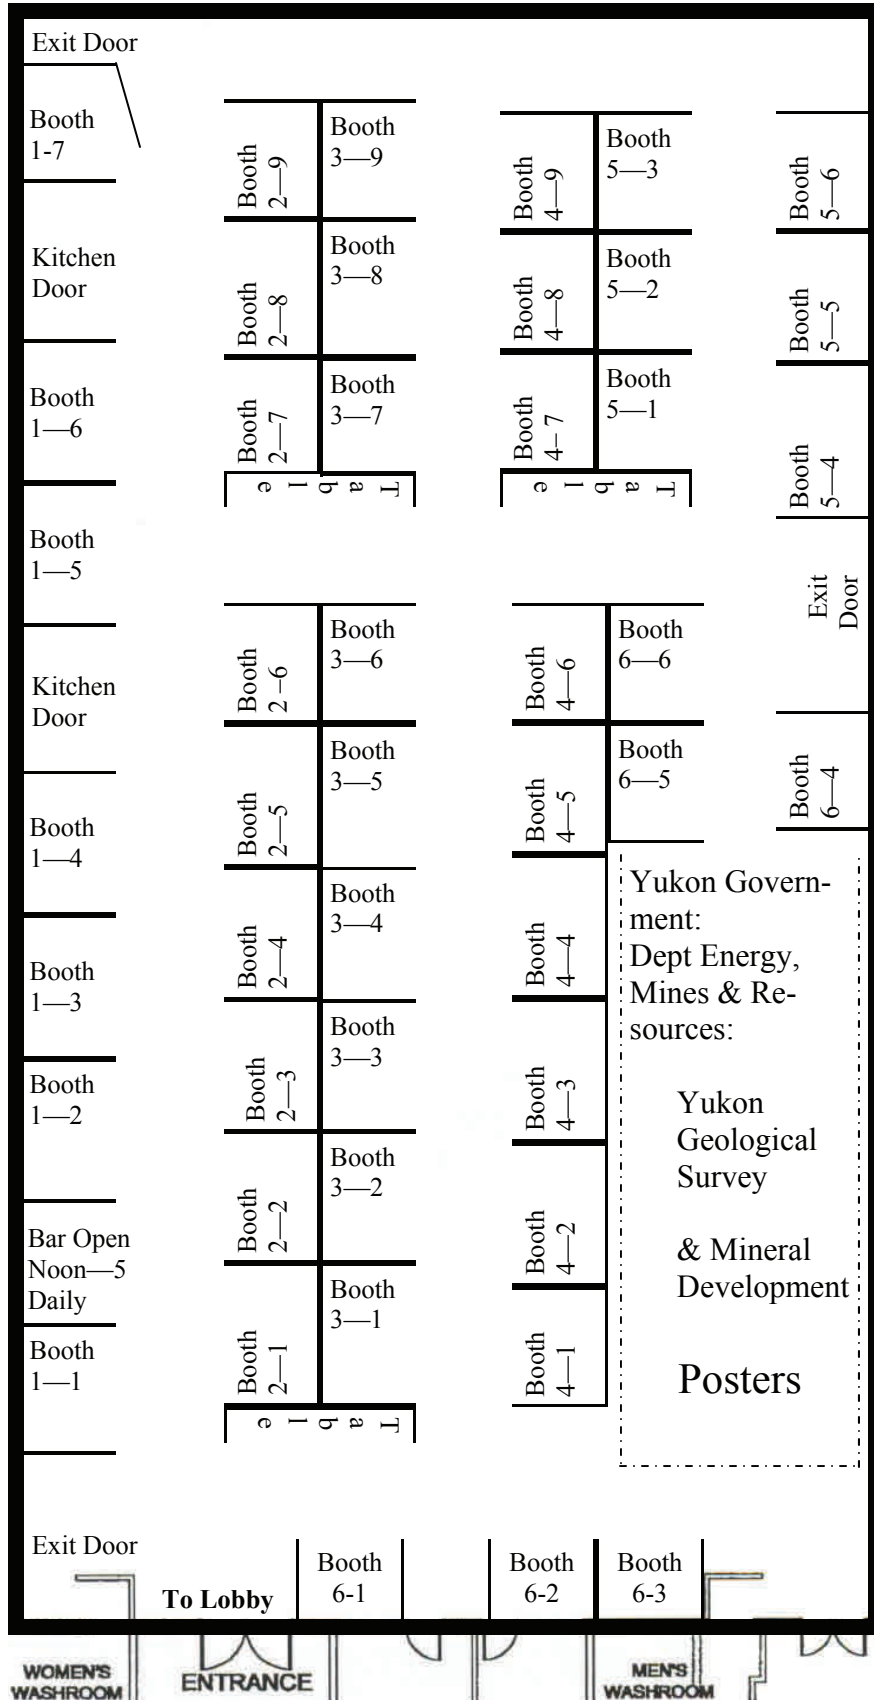 Exit Door
Booth
1-7
Kitchen
Door
Booth
1—6
Booth
1—5
Kitchen
Door
Booth
1—4
Booth
1—3
Booth
1—2
Bar Open
Noon—5
Daily
Booth
1—1
Exit Door
Booth
2—9
Booth
2—8
Booth
2—7
Booth
3—9
Booth
3—8
Booth
3—7
Table
Booth
2–6
Booth
2—5
Booth
2—4
Booth
2—3
Booth
2—2
Booth
2—1
Booth
3—6
Booth
3—5
Booth
3—4
Booth
3—3
Booth
3—2
Booth
3—1
Table
Booth
4—9
Booth
4—8
Booth
4–7
Booth
5—3
Booth
5—2
Booth
5—1
Table
Booth
4—6
Booth
4—5
Booth
4—4
Booth
4—3
Booth
4—2
Booth
4—1
Booth
6—6
Booth
6—5
Booth
5—6
Booth
5—5
Booth
5—4
Exit
Door
Booth
6—4
Yukon Govern-
ment:
Dept Energy,
Mines & Re-
sources:
Yukon
Geological
Survey
& Mineral
Development
Posters
To Lobby
Booth
6-1
Booth
6-2
Booth
6-3
WOMEN'S
WASHROOM
ENTRANCE
MEN'S
WASHROOM